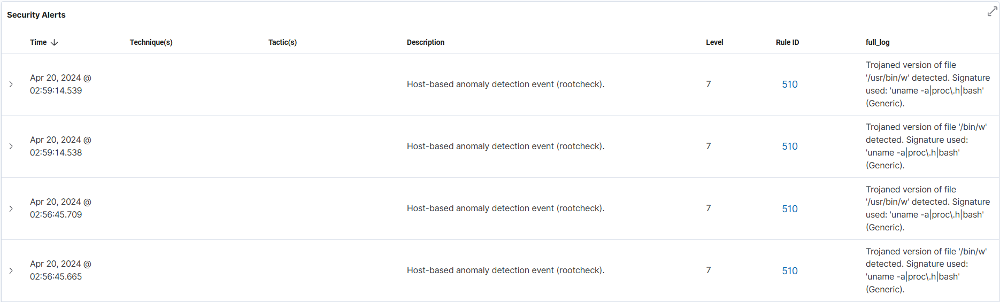 Security Alerts
Time Technique(s) Tactic(s) Description Level Rule ID full_log
Apr 20, 2024 @
02:59:14.539
Host-based anomaly detection event (rootcheck).
7
510
Trojaned version of file
'/usr/bin/w' detected. Signature
used: 'uname -a|proc\.h|bash'
(Generic).
Apr 20, 2024 @
02:59:14.538
Host-based anomaly detection event (rootcheck).
7
510
Trojaned version of file '/bin/w'
detected. Signature used:
'uname -a|proc\.h|bash'
(Generic).
Apr 20, 2024 @
02:56:45.709
Host-based anomaly detection event (rootcheck).
7
510
Trojaned version of file
'/usr/bin/w' detected. Signature
used: 'uname -a|proc\.h|bash'
(Generic).
Apr 20, 2024 @
02:56:45.665
Host-based anomaly detection event (rootcheck).
7
510
Trojaned version of file '/bin/w'
detected. Signature used:
'uname -a|proc\.h|bash'
(Generic).